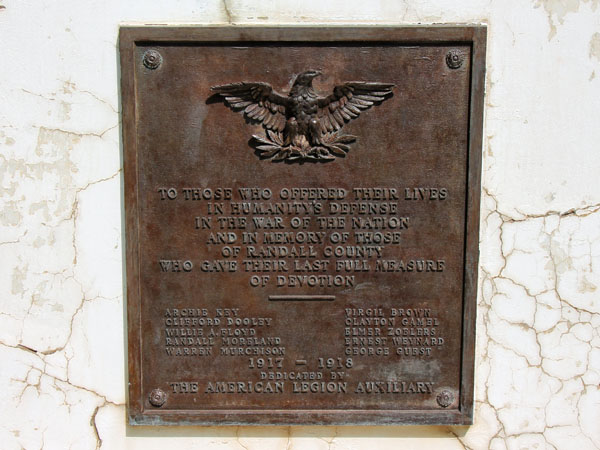 TO THOSE WHO OFFERED THEIR LIVES
IN HUMANITY'S DEFENSE
IN THE WAR OF THE NATION
AND IN MEMORY OF THOSE
OF RANDALL COUNTY
WHO GAVE THEIR LAST FULL MEASURE
OF DEVOTION
ARCHIE KEY
CLIFFORD DOOLEY
WILLIE A. FLOYD
RANDALL MORELAND
WARREN MURCHISON
VIRGIL BROWN
CLAYTON GAMEL
ELMER ZOELERS
ERNEST WEYNARD
GEORGE GUEST
1917 - 1918
DEDICATED BY
THE AMERICAN LEGION AUXILIARY